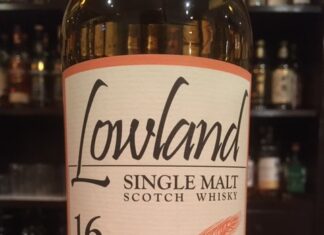 Lowland
SINGLE MALT
SCOTCH WHISKY
16